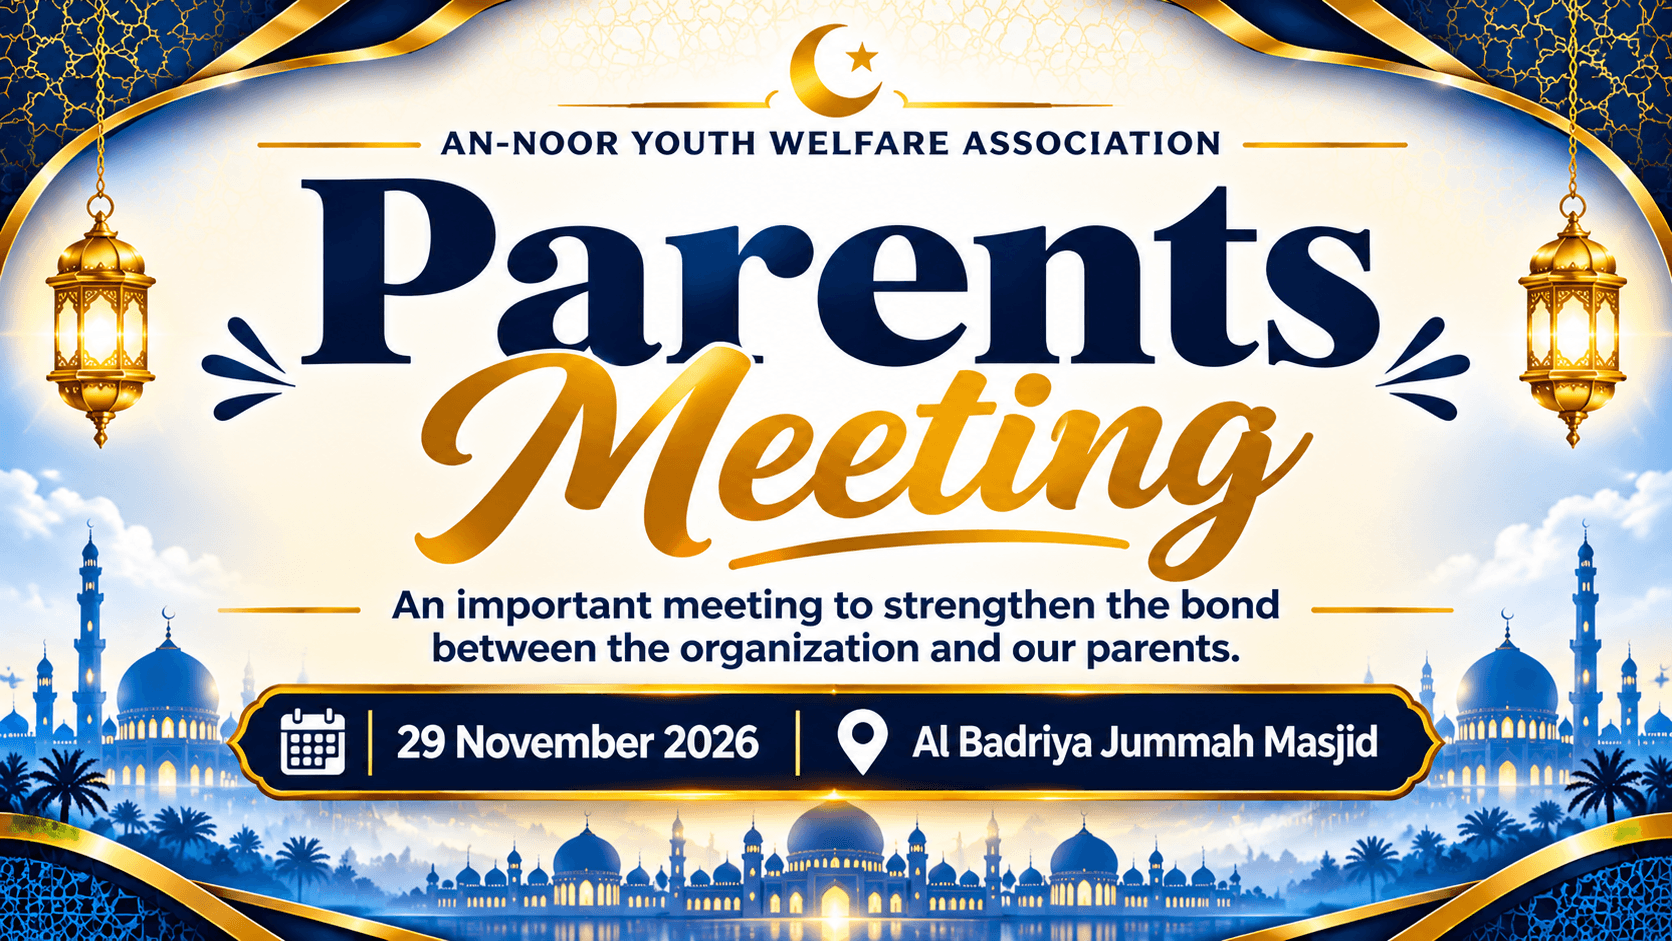 AN-NOOR YOUTH WELFARE ASSOCIATION
Parents
Meeting
An important meeting to strengthen the bond
between the organization and our parents.
29 November 2026
Al Badriya Jummah Masjid